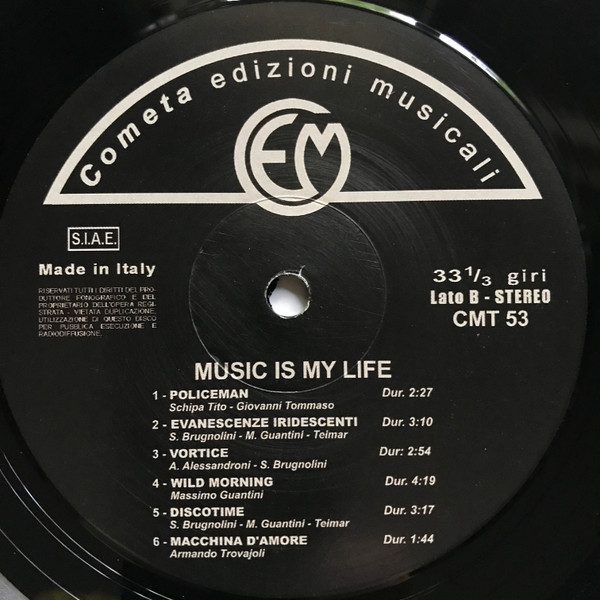 Cometa edizioni musicali
CEM
S.I.A.E.
Made in Italy
RISERVATI TUTTI I DIRITTI DEL PRO-
DUTTORE FONOGRAFICO E DEL
PROPRIETARIO DELL'OPERA REGI-
STRATA - VIETATA DUPLICAZIONE,
UTILIZZAZIONE DI QUESTO DISCO
PER PUBBLICA ESECUZIONE E
RADIODIFFUSIONE.
33 1/3 giri
Lato B - STEREO
CMT 53
MUSIC IS MY LIFE
1 - POLICEMAN Dur. 2:27
Schipa Tito - Giovanni Tommaso
2 - EVANESCENZE IRIDESCENTI Dur. 3:10
S. Brugnolini - M. Guantini - Teimar
3 - VORTICE Dur: 2:54
A. Alessandroni - S. Brugnolini
4 - WILD MORNING Dur. 4:19
Massimo Guantini
5 - DISCOTIME Dur. 3:17
S. Brugnolini - M. Guantini - Teimar
6 - MACCHINA D'AMORE Dur. 1:44
Armando Trovajoli